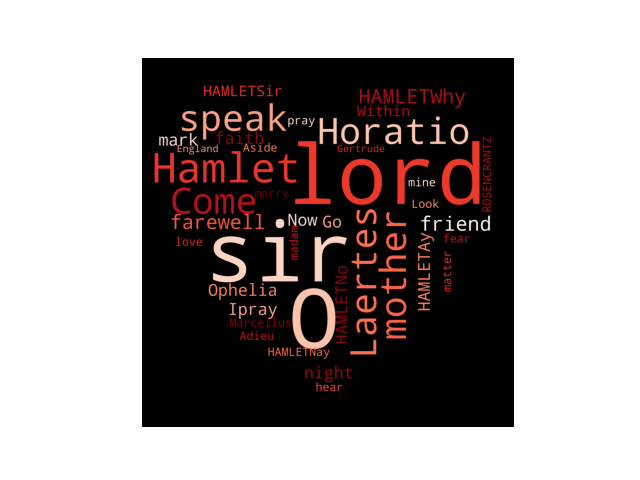 HAMLETSir
HAMLETWhy
Within
speak
pray
Horatio
mark
faith
England
Aside
Gertrude
ROSENCRANTZ
Hamlet
lord
mine
marry
Come
Look
farewell
Now
Go
friend
love
madam
sir
Laertes
mother
HAMLETAy
fear
matter
Ophelia
HAMLETNo
O
Ipray
Marcellus
Adieu
HAMLETNay
night
hear